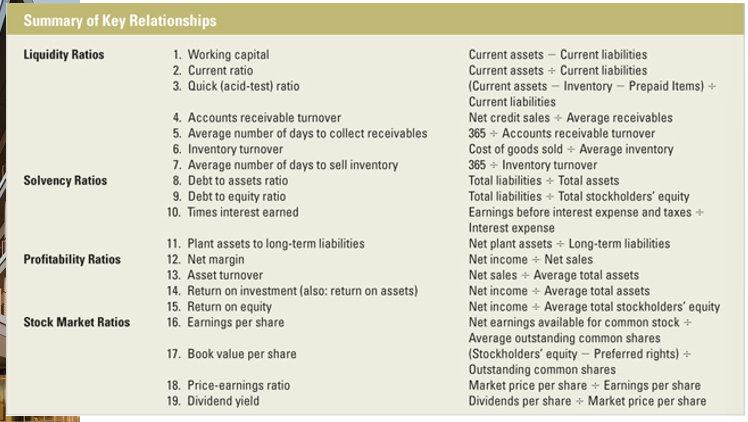 Summary of Key Relationships
Liquidity Ratios 1. Working capital Current assets − Current liabilities
2. Current ratio Current assets ÷ Current liabilities
3. Quick (acid-test) ratio (Current assets − Inventory − Prepaid Items) ÷
Current liabilities
4. Accounts receivable turnover Net credit sales ÷ Average receivables
5. Average number of days to collect receivables 365 ÷ Accounts receivable turnover
6. Inventory turnover Cost of goods sold ÷ Average inventory
7. Average number of days to sell inventory 365 ÷ Inventory turnover
Solvency Ratios 8. Debt to assets ratio Total liabilities ÷ Total assets
9. Debt to equity ratio Total liabilities ÷ Total stockholders’ equity
10. Times interest earned Earnings before interest expense and taxes ÷
Interest expense
11. Plant assets to long-term liabilities Net plant assets ÷ Long-term liabilities
Profitability Ratios 12. Net margin Net income ÷ Net sales
13. Asset turnover Net sales ÷ Average total assets
14. Return on investment (also: return on assets) Net income ÷ Average total assets
15. Return on equity Net income ÷ Average total stockholders’ equity
Stock Market Ratios 16. Earnings per share Net earnings available for common stock ÷
Average outstanding common shares
17. Book value per share (Stockholders’ equity − Preferred rights) ÷
Outstanding common shares
18. Price-earnings ratio Market price per share ÷ Earnings per share
19. Dividend yield Dividends per share ÷ Market price per share